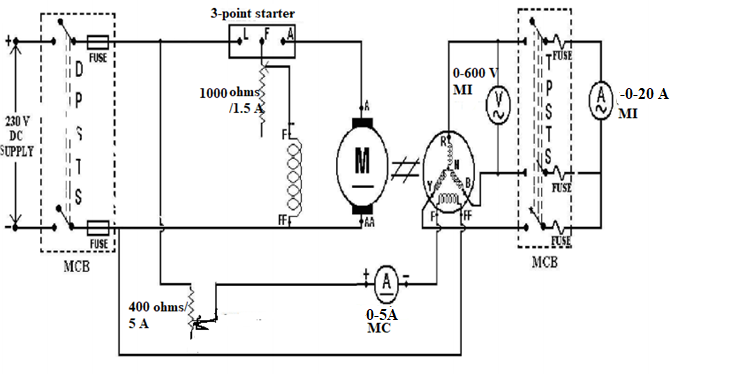 3-point starter
L F A
FUSE
+
D
P
S
T
S
230 V
DC
SUPPLY
-
FUSE
MCB
1000 ohms
/1.5 A
F
FF
A
M
AA
R
N
Y
B
F
FF
0-600 V
MI
V
FUSE
T
P
S
T
S
FUSE
FUSE
MCB
A
-0-20 A
MI
400 ohms/
5 A
+
A
-
0-5A
MC